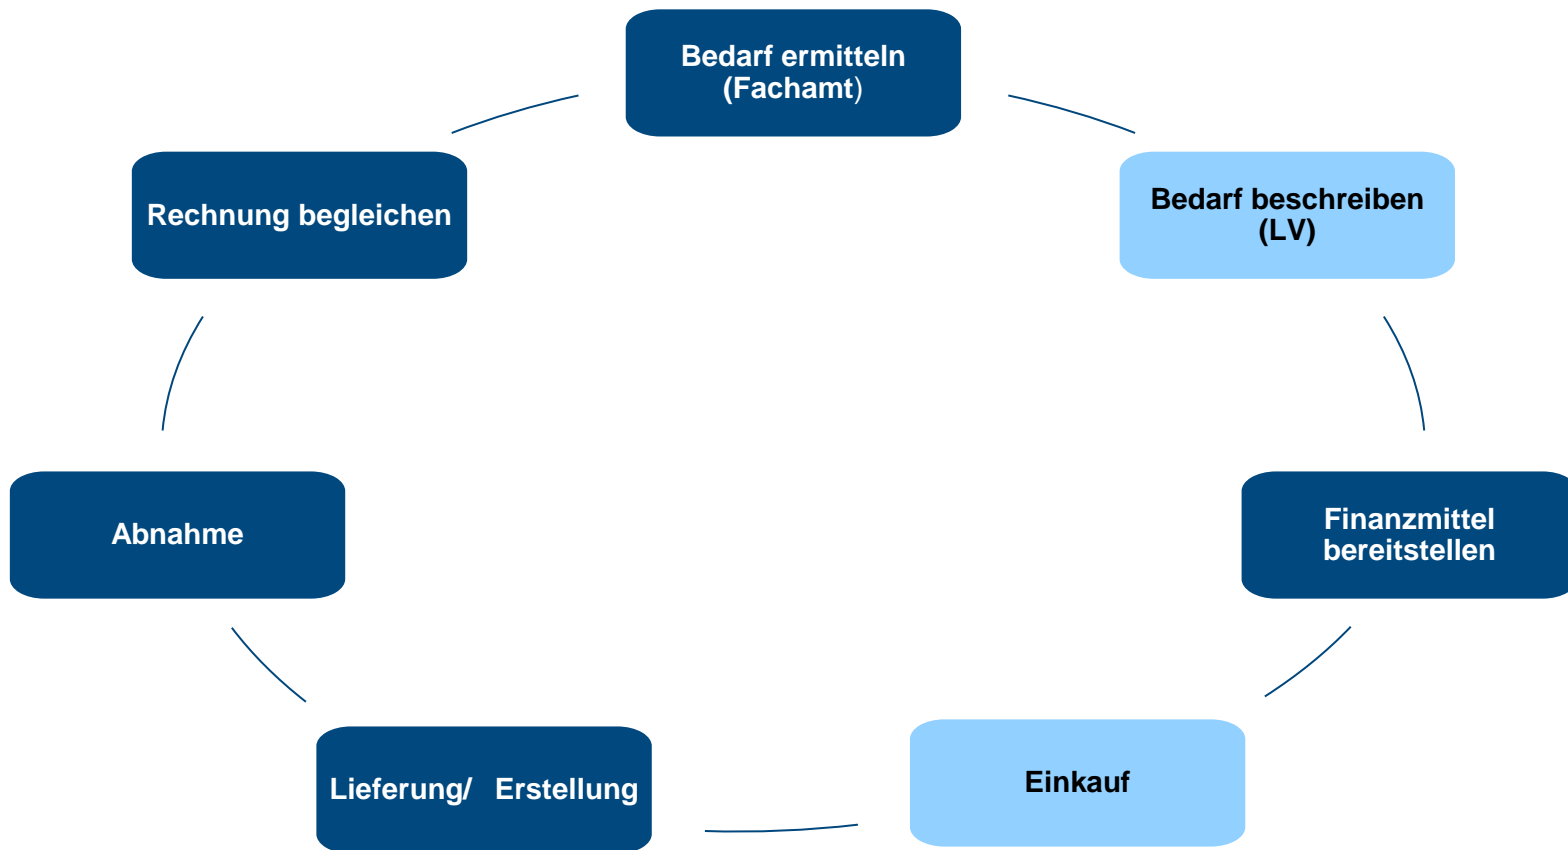 Bedarf ermitteln
(Fachamt)
Bedarf beschreiben
(LV)
Finanzmittel
bereitstellen
Einkauf
Lieferung/ Erstellung
Abnahme
Rechnung begleichen